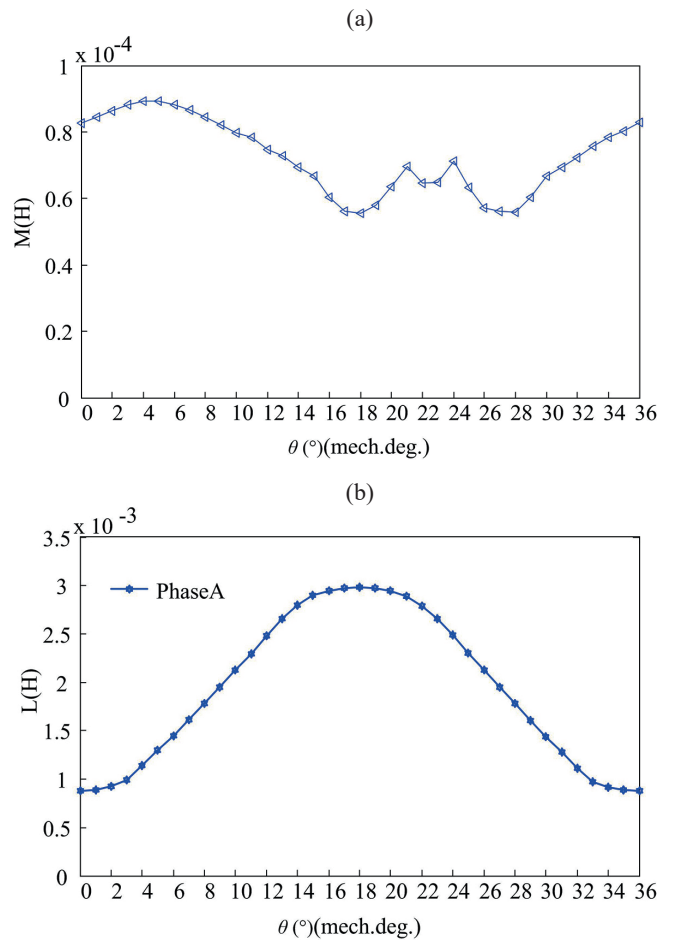 (a)
x 10-4
1
0.8
0.6
0.4
0.2
0
M(H)
0 2 4 6 8 10 12 14 16 18 20 22 24 26 28 30 32 34 36
θ (°)(mech.deg.)
(b)
x 10-3
3.5
3
2.5
2
1.5
1
0.5
0
L(H)
PhaseA
0 2 4 6 8 10 12 14 16 18 20 22 24 26 28 30 32 34 36
θ (°)(mech.deg.)